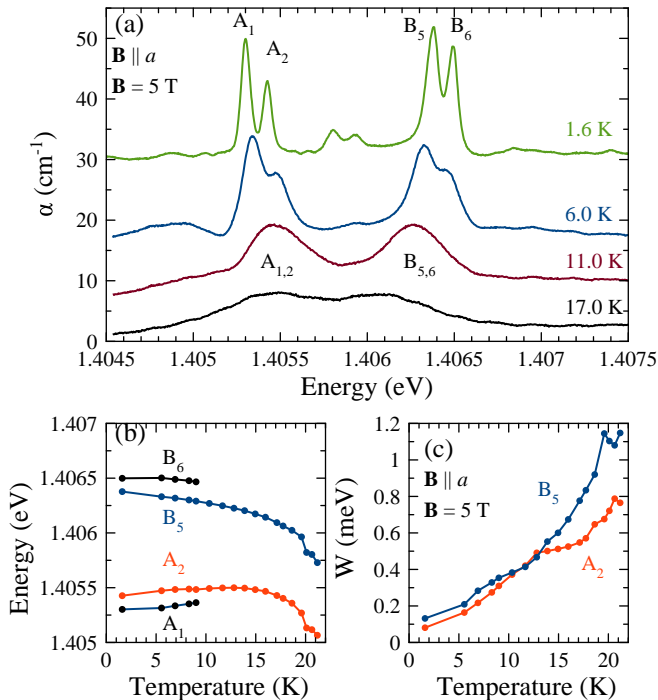 (a)
A1
A2
B5
B6
B || a
B = 5 T
1.6 K
6.0 K
11.0 K
17.0 K
A1,2
B5,6
50
40
30
20
10
0
α (cm-1)
1.4045
1.405
1.4055
1.406
1.4065
1.407
1.4075
Energy (eV)
(b)
B6
B5
A2
A1
1.407
1.4065
1.406
1.4055
1.405
Energy (eV)
0 5 10 15 20
Temperature (K)
(c)
B || a
B = 5 T
B5
A2
1.2
1
0.8
0.6
0.4
0.2
0
W (meV)
0 5 10 15 20
Temperature (K)